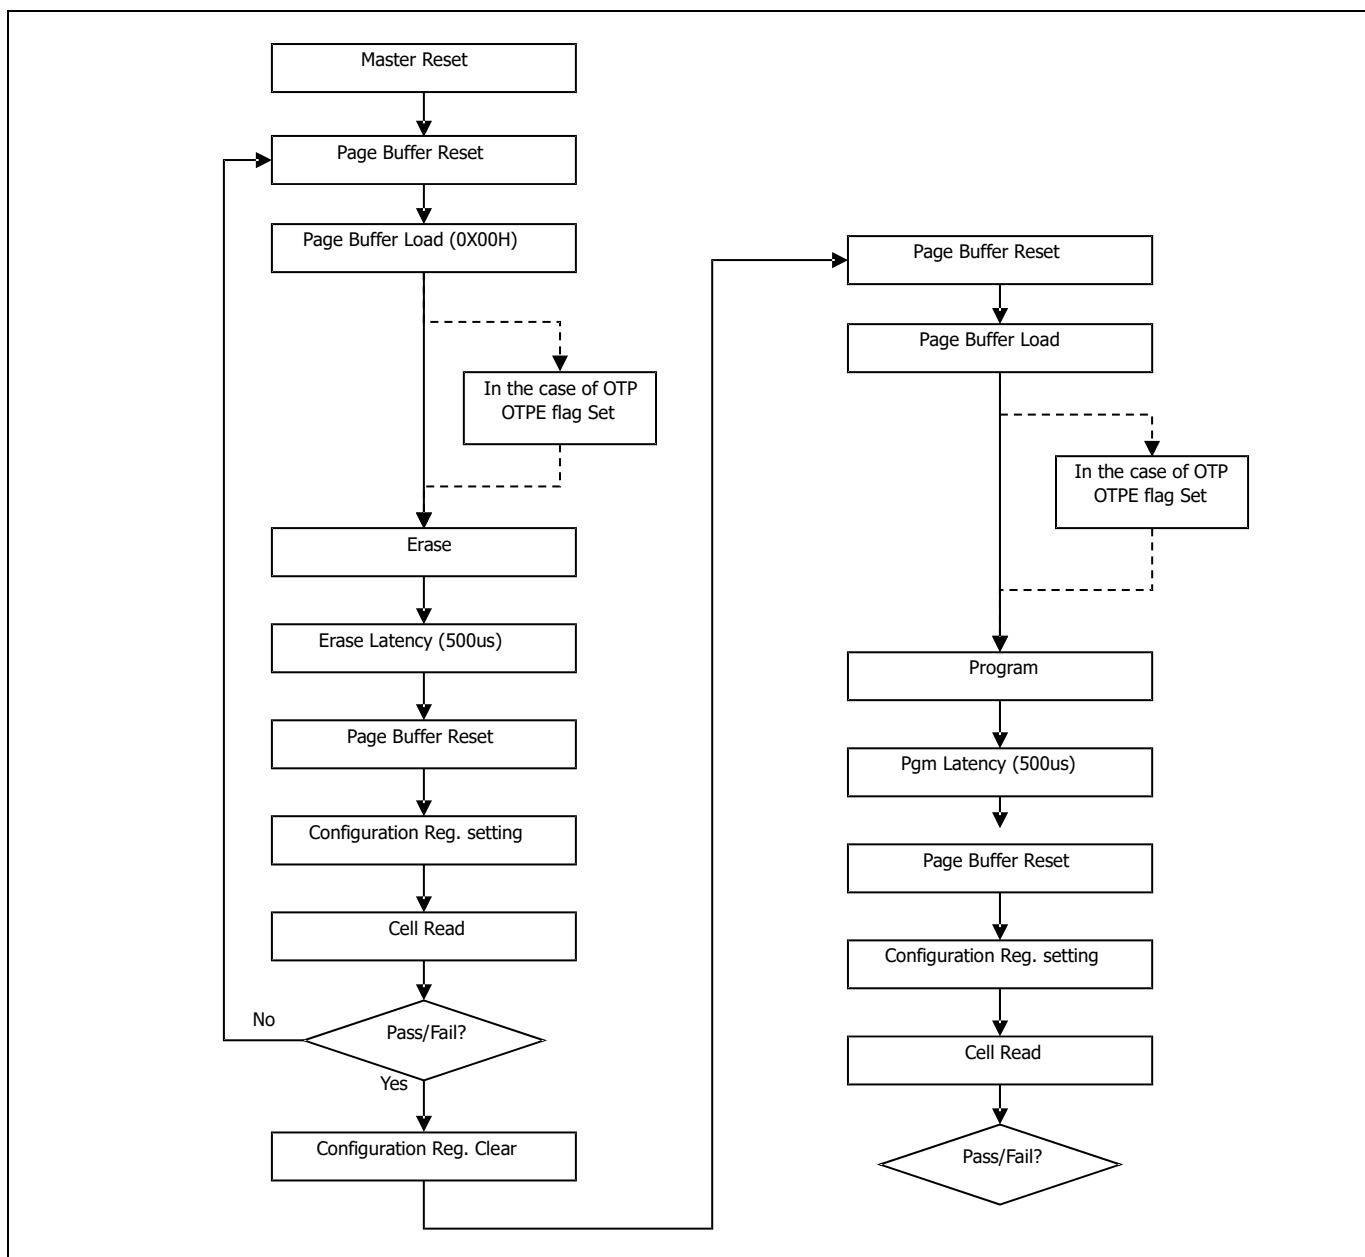 Master Reset
Page Buffer Reset
Page Buffer Load (0X00H)
In the case of OTP
OTPE flag Set
Erase
Erase Latency (500us)
Page Buffer Reset
Configuration Reg. setting
Cell Read
Pass/Fail?
No
Yes
Configuration Reg. Clear
Page Buffer Reset
Page Buffer Load
In the case of OTP
OTPE flag Set
Program
Pgm Latency (500us)
Page Buffer Reset
Configuration Reg. setting
Cell Read
Pass/Fail?